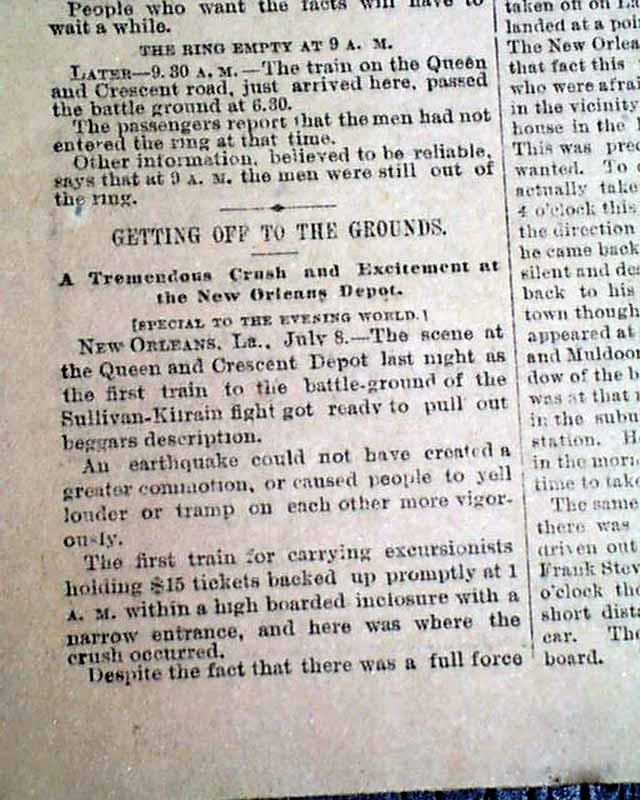 People who want the facts will have to
wait a while.
THE RING EMPTY AT 9 A. M.
LATER—9.30 A. M.—The train on the Queen
and Crescent road, just arrived here, passed
the battle ground at 6.30.
The passengers report that the men had not
entered the ring at that time.
Other information, believed to be reliable,
says that at 9 A. M. the men were still out of
the ring.
GETTING OFF TO THE GROUNDS.
A Tremendous Crush and Excitement at
the New Orleans Depot.
[SPECIAL TO THE EVENING WORLD.]
NEW ORLEANS, La., July 8.—The scene at
the Queen and Crescent Depot last night as
the first train to the battle-ground of the
Sullivan-Kilrain fight got ready to pull out
beggars description.
An earthquake could not have created a
greater commotion, or caused people to yell
louder or tramp on each other more vigor-
ously.
The first train for carrying excursionists
holding $15 tickets backed up promptly at 1
A. M. within a high boarded inclosure with a
narrow entrance, and here was where the
crush occurred.
Despite the fact that there was a full force
taken off on La
landed at a poi
The New Orlea
that fact this
who were afrai
in the vicinity
house in the
This was pred
wanted. To
actually take
4 o'clock this
the direction
he came back
silent and des
back to his
town though
appeared at
and Muldoon
dow of the b
was at that
in the subu
station. H
in the morn
time to take
The same
there was
driven out
Frank Stev
o'clock the
short dista
car. The
board.